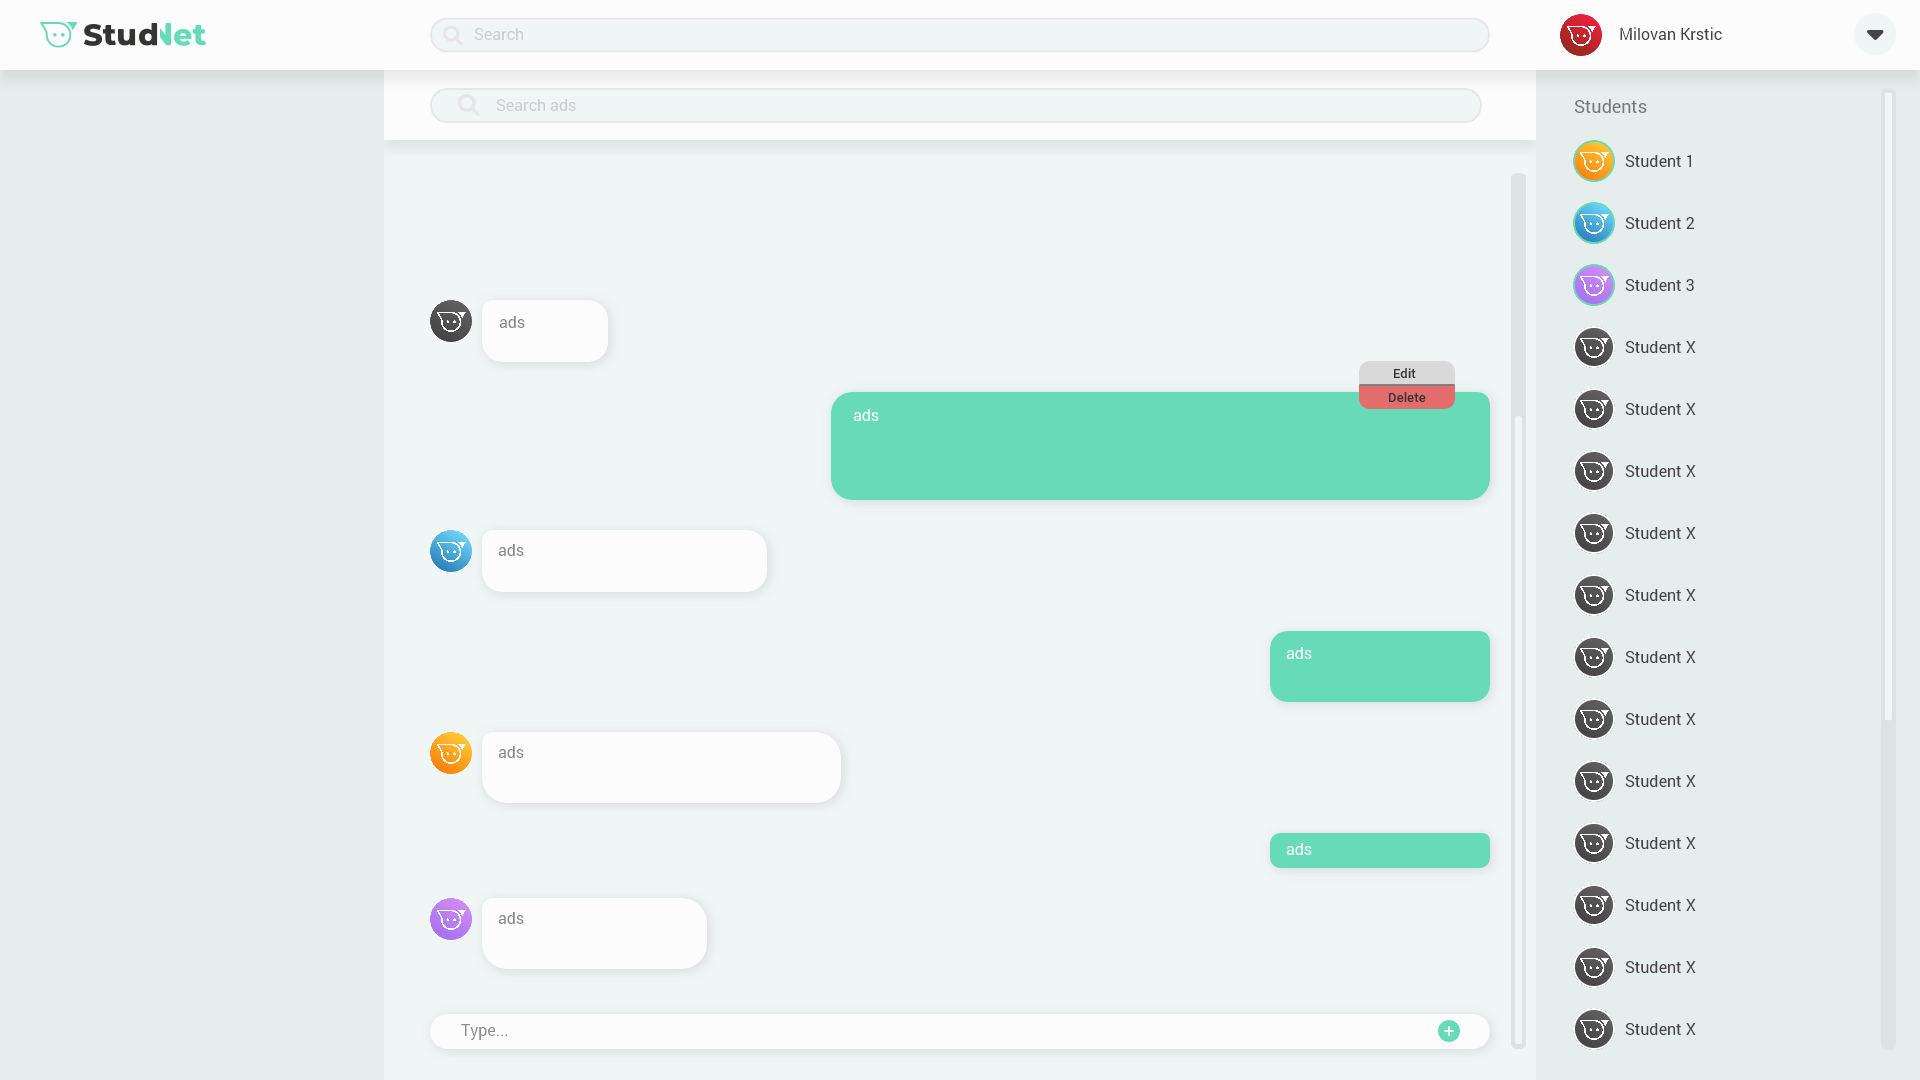 StudNet
Search
Milovan Krstic
Search ads
Students
Student 1
Student 2
Student 3
Student X
Student X
Student X
Student X
Student X
Student X
Student X
Student X
Student X
Student X
Student X
Student X
ads
Edit
Delete
ads
ads
ads
ads
ads
ads
Type...